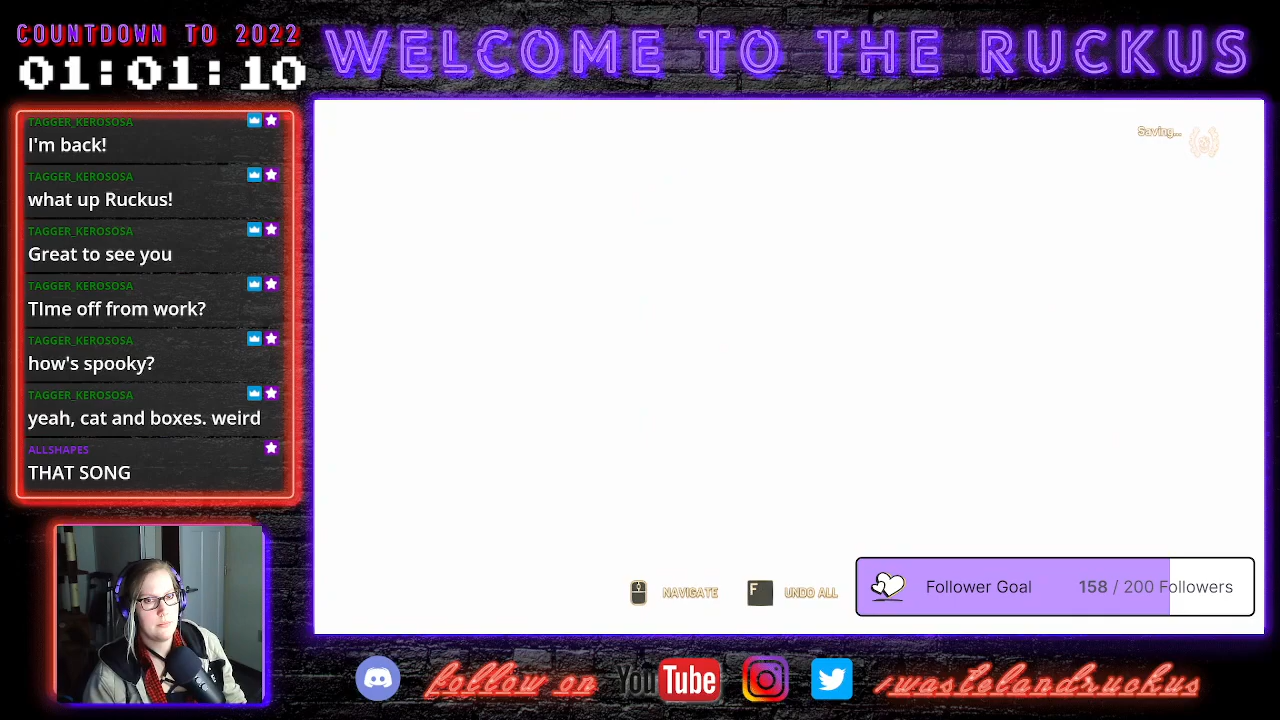 COUNTDOWN TO 2022
01:01:10
WELCOME TO THE RUCKUS
TAGGER_KEROSOSA
I'm back!
TAGGER_KEROSOSA
what up Ruckus!
TAGGER_KEROSOSA
Great to see you
TAGGER_KEROSOSA
TIme off from work?
TAGGER_KEROSOSA
how's spooky?
TAGGER_KEROSOSA
yeah, cat and boxes. weird
ALLSHAPES
THAT SONG
Saving...
NAVIGATE
F
UNDO ALL
Follower Goal
158 / 200 Followers
follow on
YouTube
/wastelandruckus